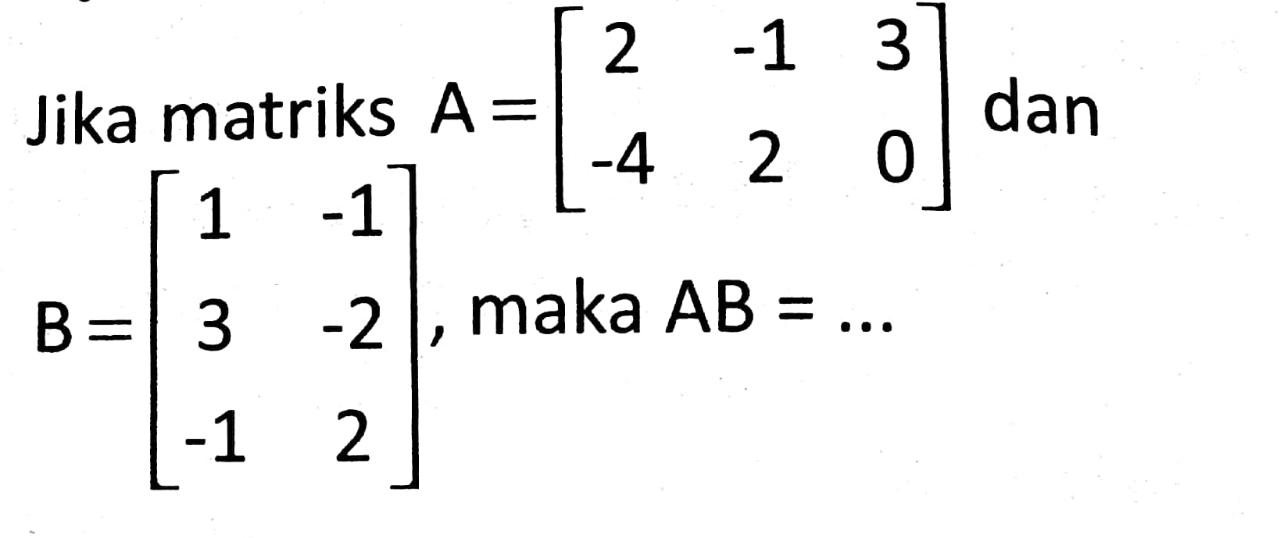 Jika matriks A = [2 -1 3; -4 2 0] dan
B = [1 -1; 3 -2; -1 2], maka AB = ...